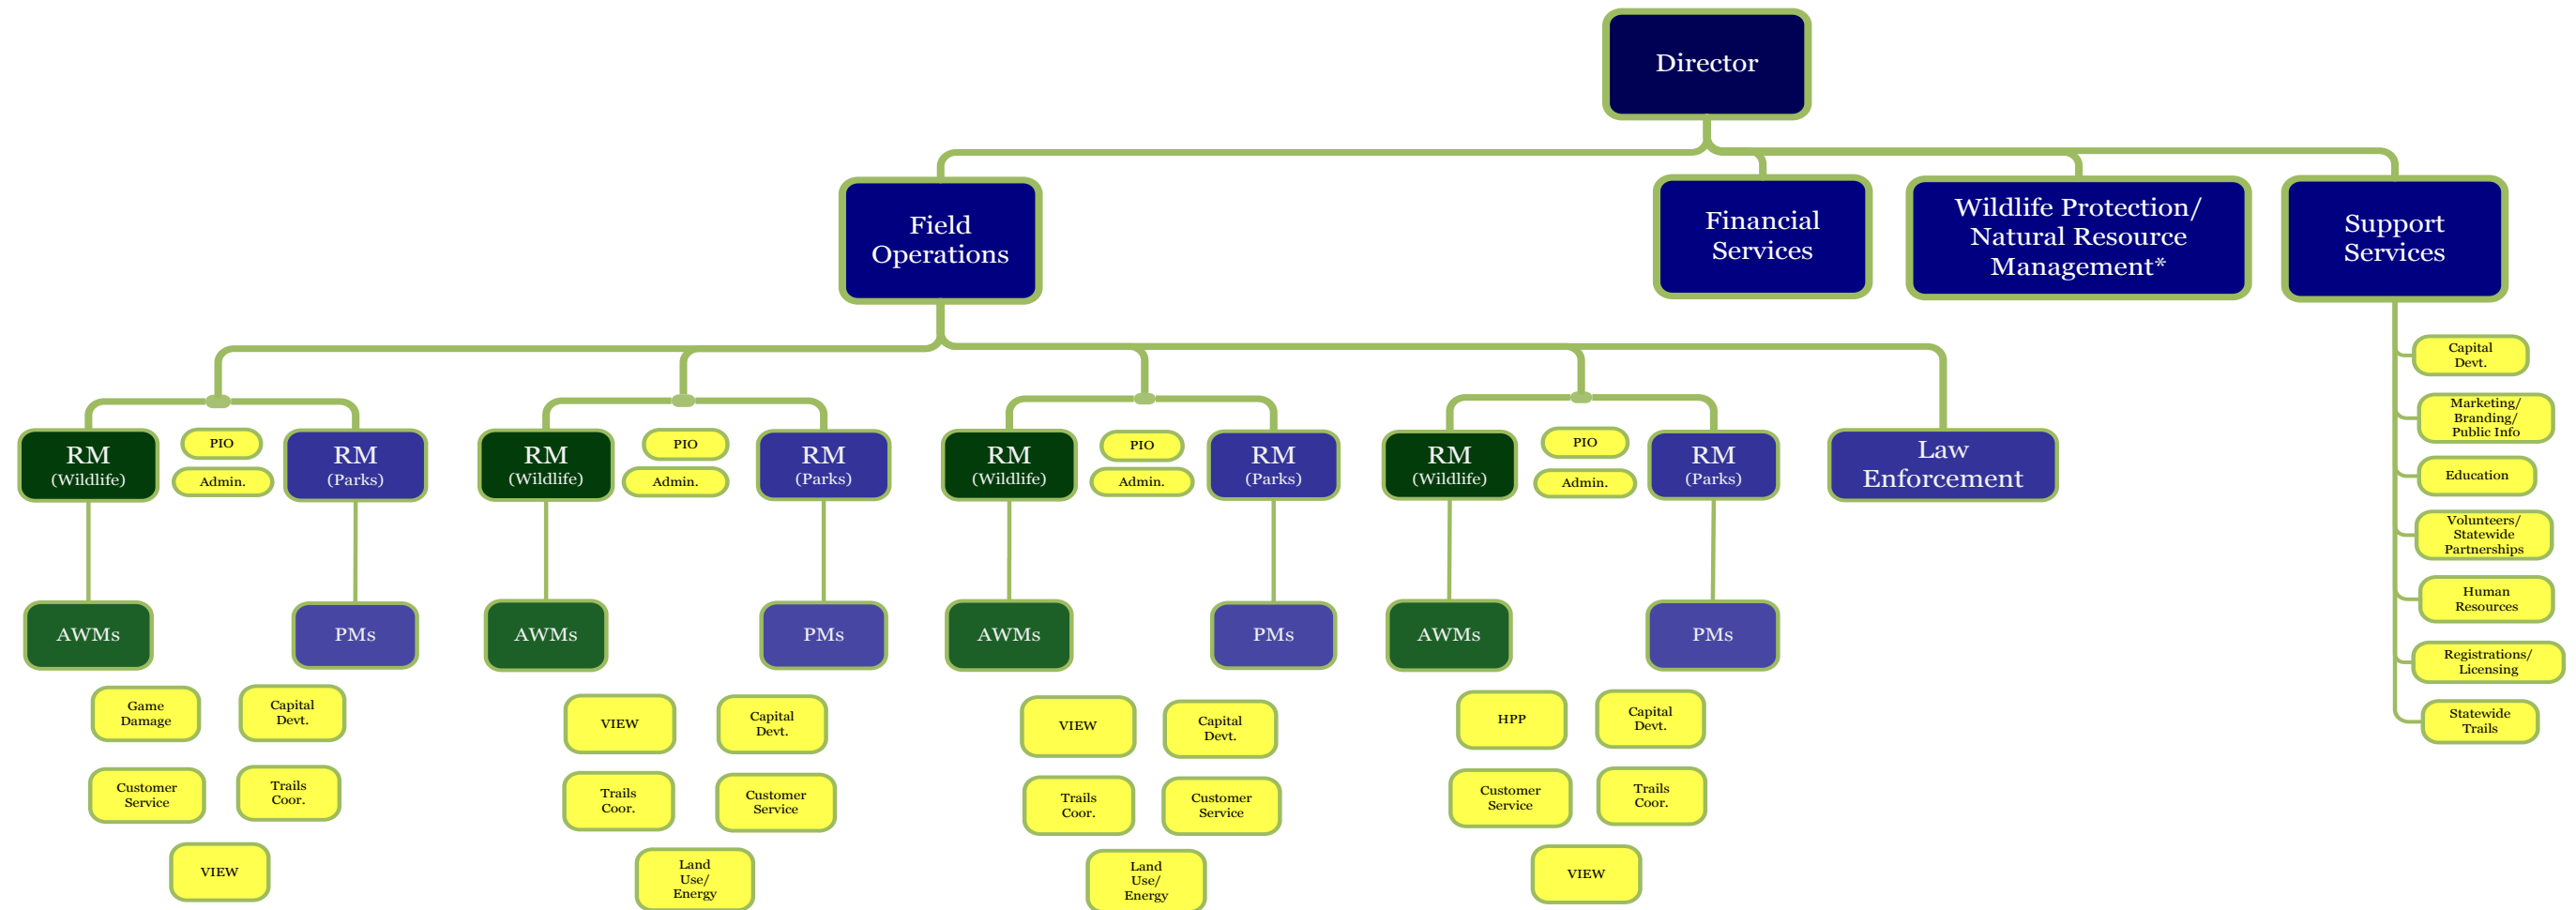 Director
Field
Operations
Financial
Services
Wildlife Protection/
Natural Resource
Management*
Support
Services
Capital
Devt.
Marketing/
Branding/
Public Info
Education
Volunteers/
Statewide
Partnerships
Human
Resources
Registrations/
Licensing
Statewide
Trails
RM
(Wildlife)
PIO
Admin.
RM
(Parks)
AWMs
PMs
Game
Damage
Capital
Devt.
Customer
Service
Trails
Coor.
VIEW
RM
(Wildlife)
PIO
Admin.
RM
(Parks)
AWMs
PMs
VIEW
Capital
Devt.
Trails
Coor.
Customer
Service
Land
Use/
Energy
RM
(Wildlife)
PIO
Admin.
RM
(Parks)
AWMs
PMs
VIEW
Capital
Devt.
Trails
Coor.
Customer
Service
Land
Use/
Energy
RM
(Wildlife)
PIO
Admin.
RM
(Parks)
AWMs
PMs
HPP
Capital
Devt.
Customer
Service
Trails
Coor.
VIEW
Law
Enforcement